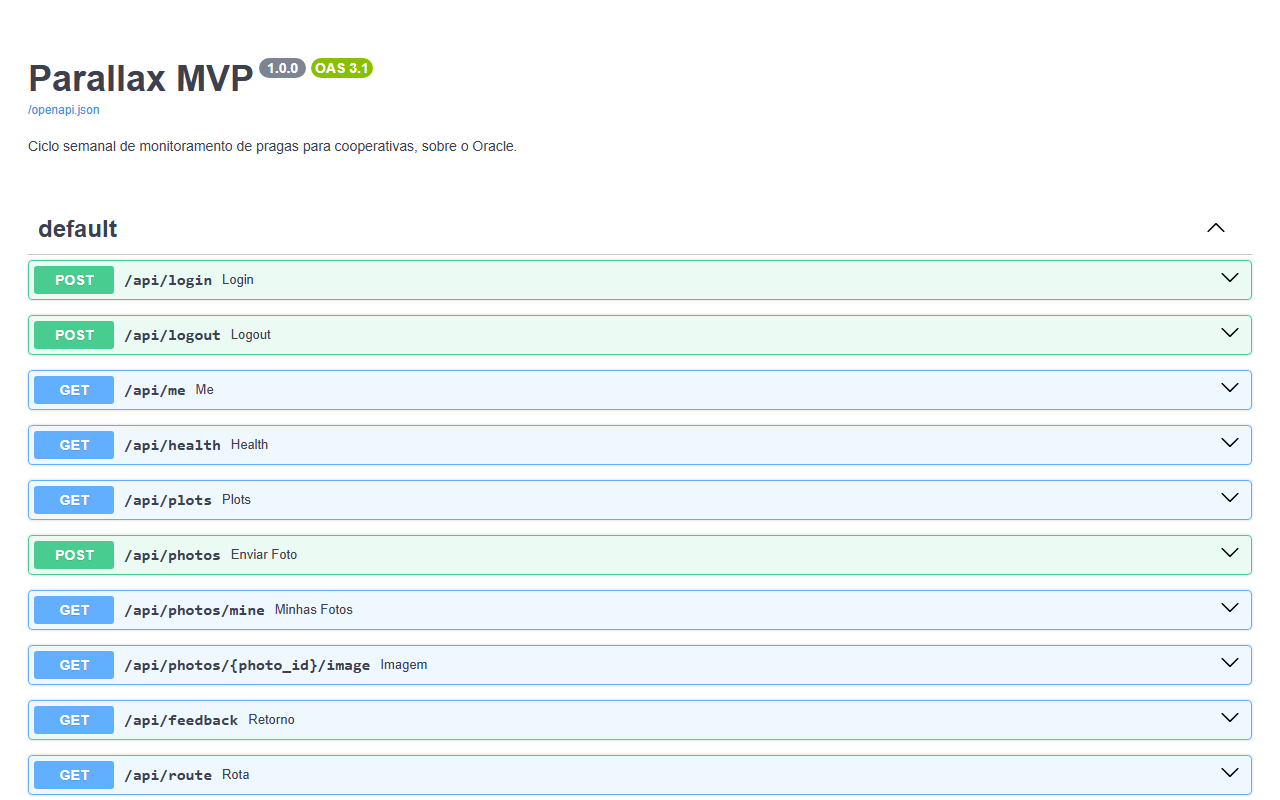 Parallax MVP 1.0.0 OAS 3.1
/openapi.json
Ciclo semanal de monitoramento de pragas para cooperativas, sobre o Oracle.
default
POST /api/login Login
POST /api/logout Logout
GET /api/me Me
GET /api/health Health
GET /api/plots Plots
POST /api/photos Enviar Foto
GET /api/photos/mine Minhas Fotos
GET /api/photos/{photo_id}/image Imagem
GET /api/feedback Retorno
GET /api/route Rota